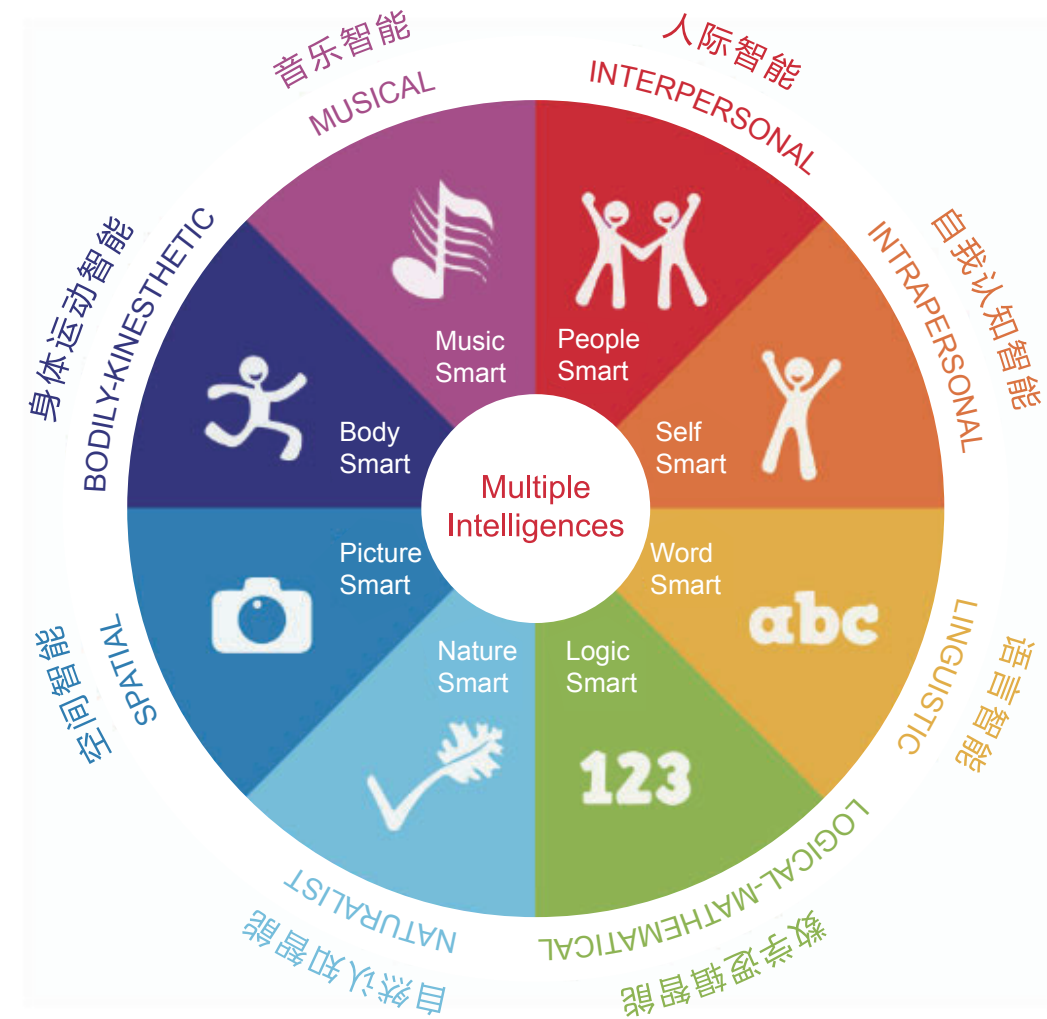 音乐智能
MUSICAL
人际智能
INTERPERSONAL
自我认知智能
INTRAPERSONAL
身体运动智能
BODILY-KINESTHETIC
Music
Smart
People
Smart
Body
Smart
Self
Smart
Multiple
Intelligences
Picture
Smart
Word
Smart
abc
语言智能
LINGUISTIC
空间智能
SPATIAL
Nature
Smart
Logic
Smart
123
数学逻辑智能
LOGICAL-MATHEMATICAL
自然认知智能
NATURALIST